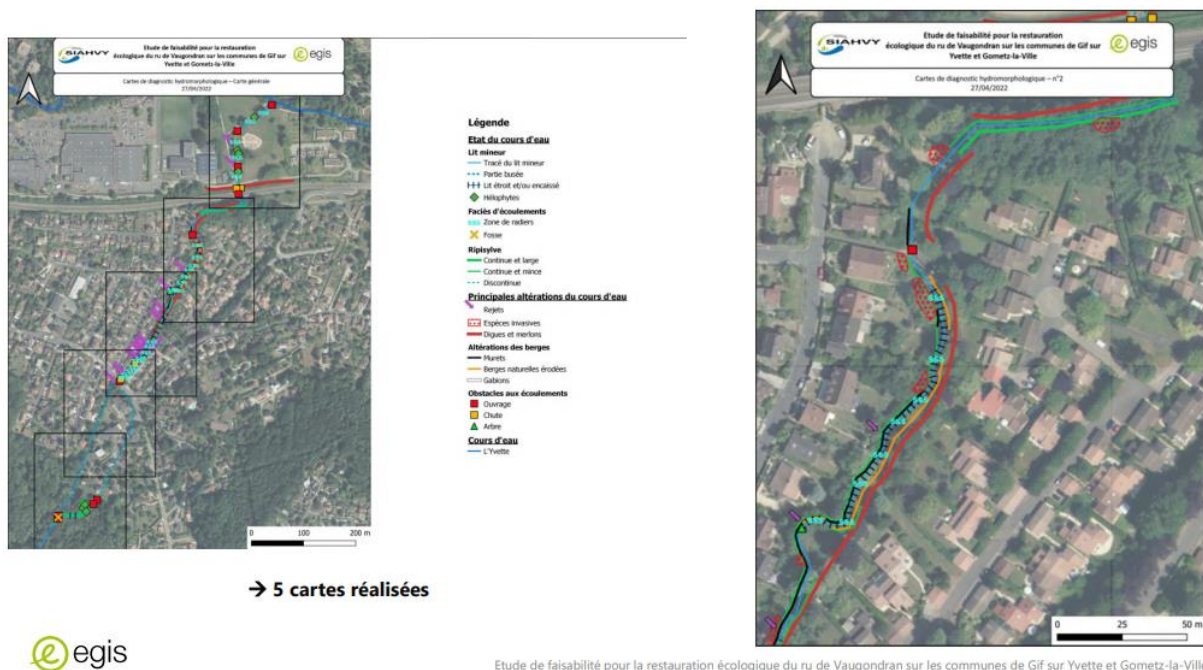 SIAHVY
Etude de faisabilité pour la restauration
écologique du ru de Vaugondran sur les communes de Gif sur
Yvette et Gometz-la-Ville
egis
Cartes de diagnostic hydromorphologique – Carte générale
27/04/2022
0 100 200 m
Légende
Etat du cours d'eau
Lit mineur
Tracé du lit mineur
Partie busée
Lit étroit et/ou encaissé
Hélophytes
Faciès d'écoulements
Zone de radiers
Fosse
Ripisylve
Continue et large
Continue et mince
Discontinue
Principales altérations du cours d'eau
Rejets
Espèces invasives
Digues et merlons
Altérations des berges
Murets
Berges naturelles érodées
Gabions
Obstacles aux écoulements
Ouvrage
Chute
Arbre
Cours d'eau
L'Yvette
SIAHVY
Etude de faisabilité pour la restauration
écologique du ru de Vaugondran sur les communes de Gif sur
Yvette et Gometz-la-Ville
egis
Cartes de diagnostic hydromorphologique – n°2
27/04/2022
0 25 50 m
→ 5 cartes réalisées
egis
Etude de faisabilité pour la restauration écologique du ru de Vaugondran sur les communes de Gif sur Yvette et Gometz-la-Ville